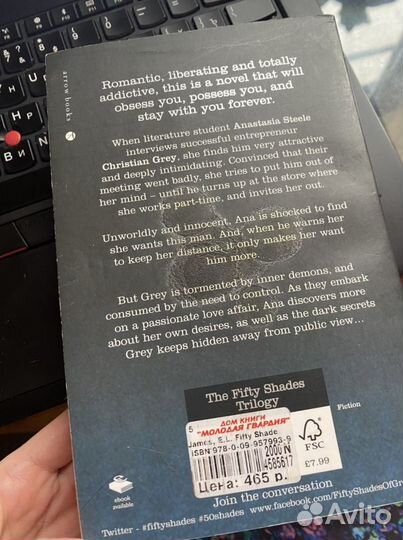 arrow books
Romantic, liberating and totally
addictive, this is a novel that will
obsess you, possess you, and
stay with you forever.
When literature student Anastasia Steele
interviews successful entrepreneur
Christian Grey, she finds him very attractive
and deeply intimidating. Convinced that their
meeting went badly, she tries to put him out of
her mind – until he turns up at the store where
she works part-time, and invites her out.
Unworldly and innocent, Ana is shocked to find
she wants this man. And, when he warns her
to keep her distance, it only makes her want
him more.
But Grey is tormented by inner demons, and
consumed by the need to control. As they embark
on a passionate love affair, Ana discovers more
about her own desires, as well as the dark secrets
Grey keeps hidden away from public view...
The Fifty Shades
Trilogy
Fiction
5
ДОМ КНИГИ
"МОЛОДАЯ ГВАРДИЯ"
James, E.L. Fifty Shade
ISBN 978-0-09-957993-9
2000 N
4585617
Цена: 465 р.
FSC
£7.99
ebook
available
Join the conversation
Twitter - #fiftyshades #50shades www.facebook.com/FiftyShadesOfGre
Avito